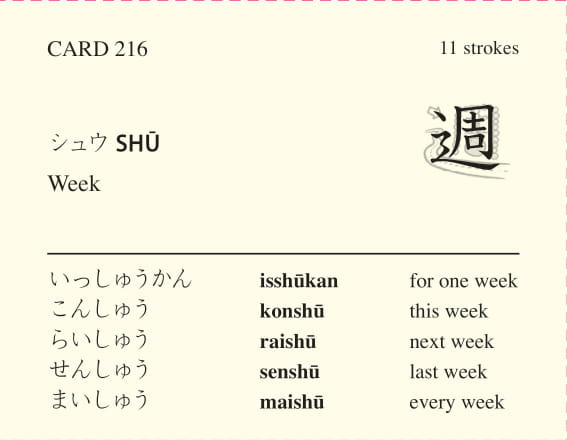 CARD 216 11 strokes
週
シュウ SHŪ
Week
いっしゅうかん isshūkan for one week
こんしゅう konshū this week
らいしゅう raishū next week
せんしゅう senshū last week
まいしゅう maishū every week